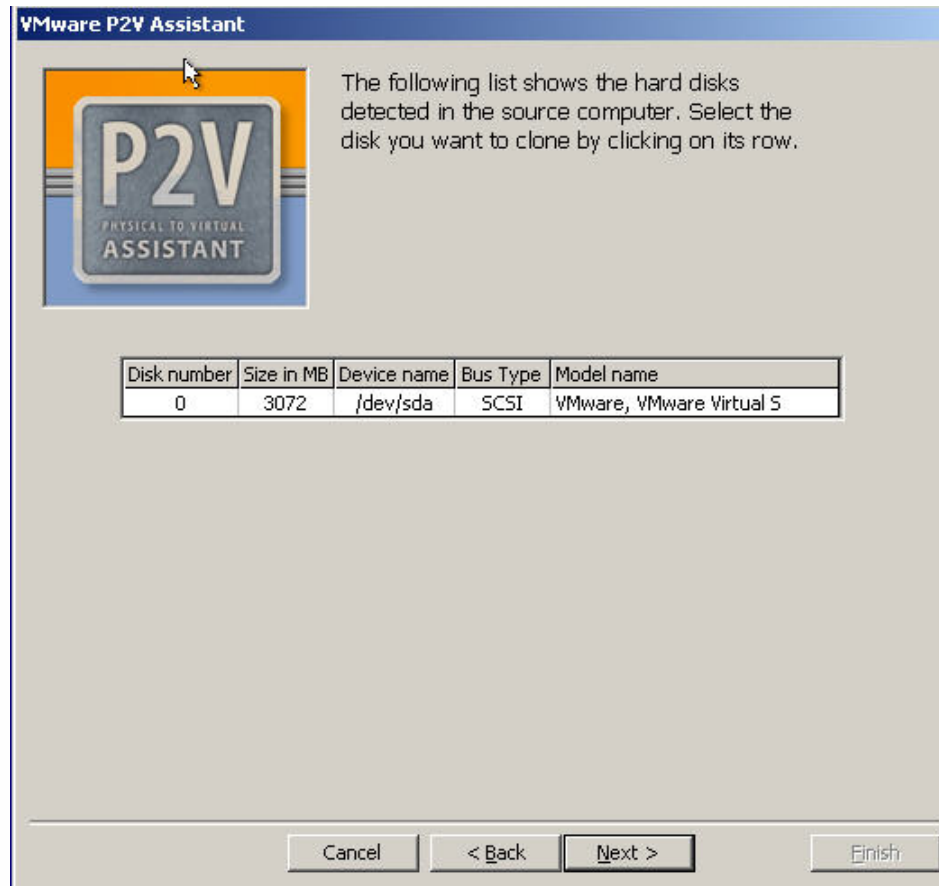 VMware P2V Assistant
The following list shows the hard disks
detected in the source computer. Select the
disk you want to clone by clicking on its row.
P2V
PHYSICAL TO VIRTUAL
ASSISTANT
Disk number Size in MB Device name Bus Type Model name
0 3072 /dev/sda SCSI VMware, VMware Virtual S
Cancel < Back Next > Finish